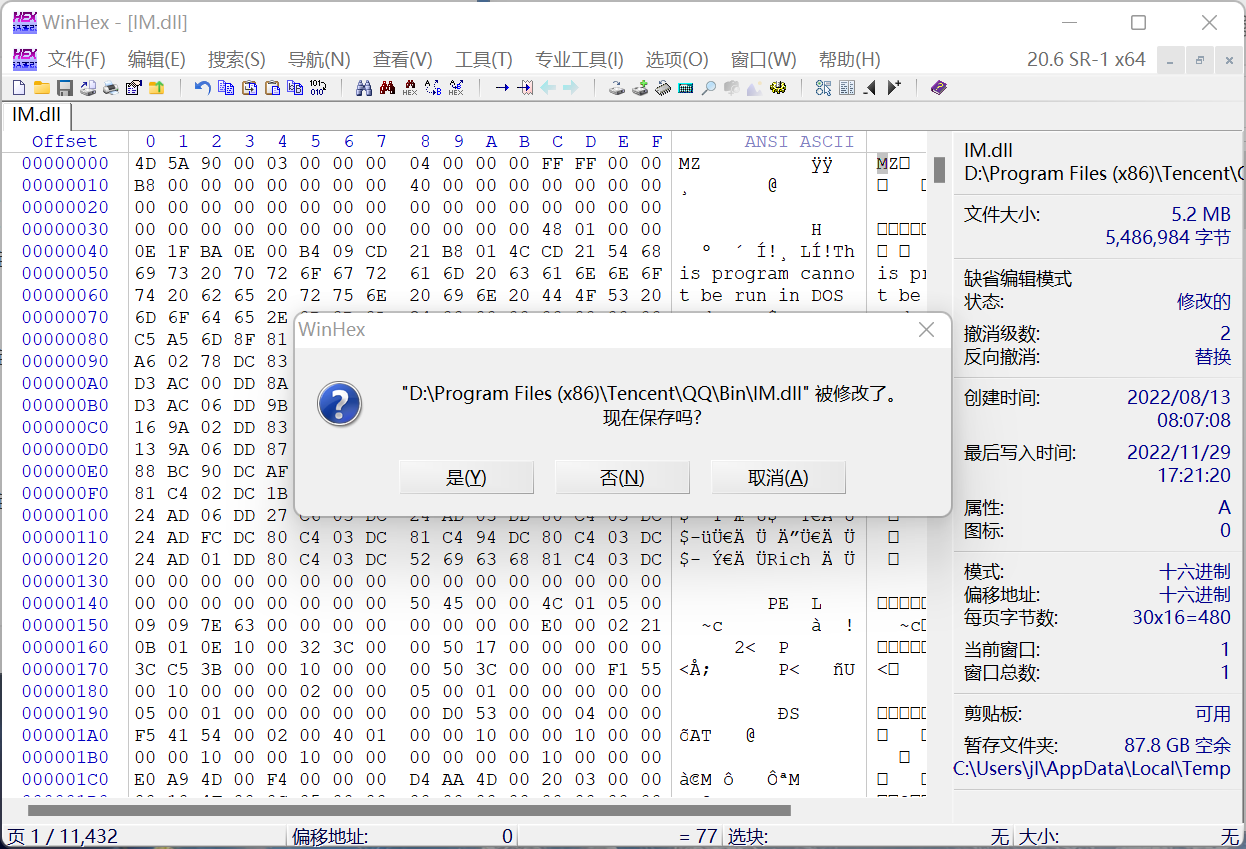 WinHex - [IM.dll]
文件(F) 编辑(E) 搜索(S) 导航(N) 查看(V) 工具(T) 专业工具(I) 选项(O) 窗口(W) 帮助(H) 20.6 SR-1 x64
IM.dll
Offset 0 1 2 3 4 5 6 7 8 9 A B C D E F ANSI ASCII
00000000 4D 5A 90 00 03 00 00 00 04 00 00 00 FF FF 00 00 MZ ÿÿ MZ
00000010 B8 00 00 00 00 00 00 00 40 00 00 00 00 00 00 00 ¸ @
00000020 00 00 00 00 00 00 00 00 00 00 00 00 00 00 00 00
00000030 00 00 00 00 00 00 00 00 00 00 00 00 48 01 00 00 H
00000040 0E 1F BA 0E 00 B4 09 CD 21 B8 01 4C CD 21 54 68 º ´ Í!¸ LÍ!Th
00000050 69 73 20 70 72 6F 67 72 61 6D 20 63 61 6E 6E 6F is program canno is pr
00000060 74 20 62 65 20 72 75 6E 20 69 6E 20 44 4F 53 20 t be run in DOS t be
00000070 6D 6F 64 65 2E
00000080 C5 A5 6D 8F 81
00000090 A6 02 78 DC 83
000000A0 D3 AC 00 DD 8A
000000B0 D3 AC 06 DD 9B
000000C0 16 9A 02 DD 83
000000D0 13 9A 06 DD 87
000000E0 88 BC 90 DC AF
000000F0 81 C4 02 DC 1B
00000100 24 AD 06 DD 27 C6 03 DC 24 AD 03 DD 80 C4 03 DC
00000110 24 AD FC DC 80 C4 03 DC 81 C4 94 DC 80 C4 03 DC $-üÜ€Ä Ü Ä”Ü€Ä Ü
00000120 24 AD 01 DD 80 C4 03 DC 52 69 63 68 81 C4 03 DC $- Ý€Ä ÜRich Ä Ü
00000130 00 00 00 00 00 00 00 00 00 00 00 00 00 00 00 00
00000140 00 00 00 00 00 00 00 00 50 45 00 00 4C 01 05 00 PE L
00000150 09 09 7E 63 00 00 00 00 00 00 00 00 E0 00 02 21 ~c à ! ~c
00000160 0B 01 0E 10 00 32 3C 00 00 50 17 00 00 00 00 00 2< P
00000170 3C C5 3B 00 00 10 00 00 00 50 3C 00 00 00 F1 55 <Å; P< ñU <
00000180 00 10 00 00 00 02 00 00 05 00 01 00 00 00 00 00
00000190 05 00 01 00 00 00 00 00 00 D0 53 00 00 04 00 00 ÐS
000001A0 F5 41 54 00 02 00 40 01 00 00 10 00 00 10 00 00 õAT @
000001B0 00 00 10 00 00 10 00 00 00 00 00 00 10 00 00 00
000001C0 E0 A9 4D 00 F4 00 00 00 D4 AA 4D 00 20 03 00 00 à©M ô ÔªM
WinHex
"D:\Program Files (x86)\Tencent\QQ\Bin\IM.dll" 被修改了。
现在保存吗?
是(Y) 否(N) 取消(A)
IM.dll
D:\Program Files (x86)\Tencent\
文件大小: 5.2 MB
5,486,984 字节
缺省编辑模式
状态: 修改的
撤消级数: 2
反向撤消: 替换
创建时间: 2022/08/13
08:07:08
最后写入时间: 2022/11/29
17:21:20
属性: A
图标: 0
模式: 十六进制
偏移地址: 十六进制
每页字节数: 30x16=480
当前窗口: 1
窗口总数: 1
剪贴板: 可用
暂存文件夹: 87.8 GB 空余
C:\Users\jl\AppData\Local\Temp
页 1 / 11,432 偏移地址: 0 = 77 选块: 无 大小: 无